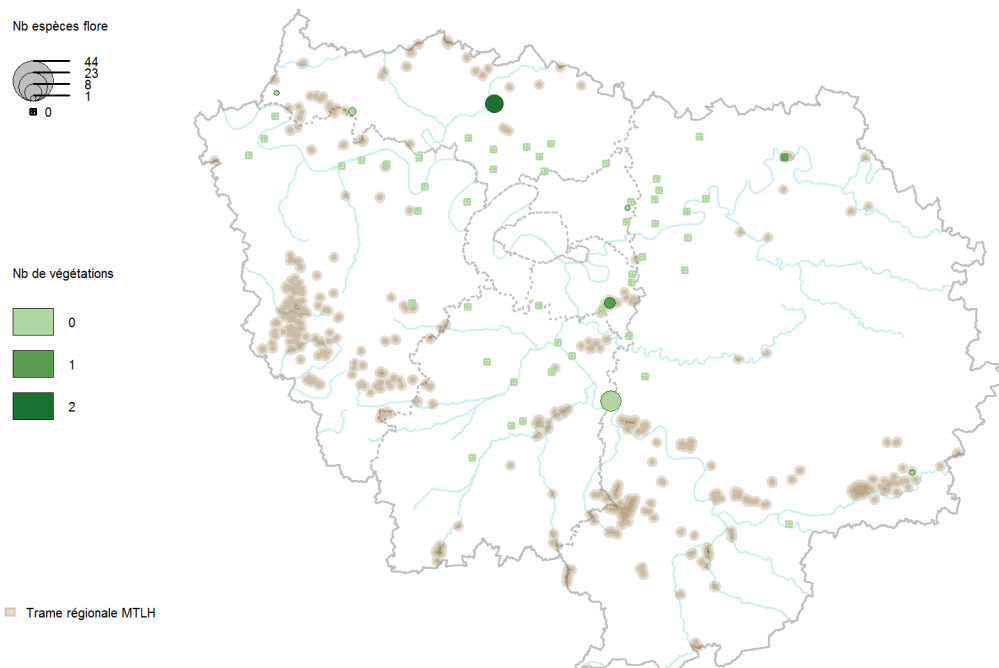 Nb espèces flore
44
23
8
1
0
Nb de végétations
0
1
2
Trame régionale MTLH